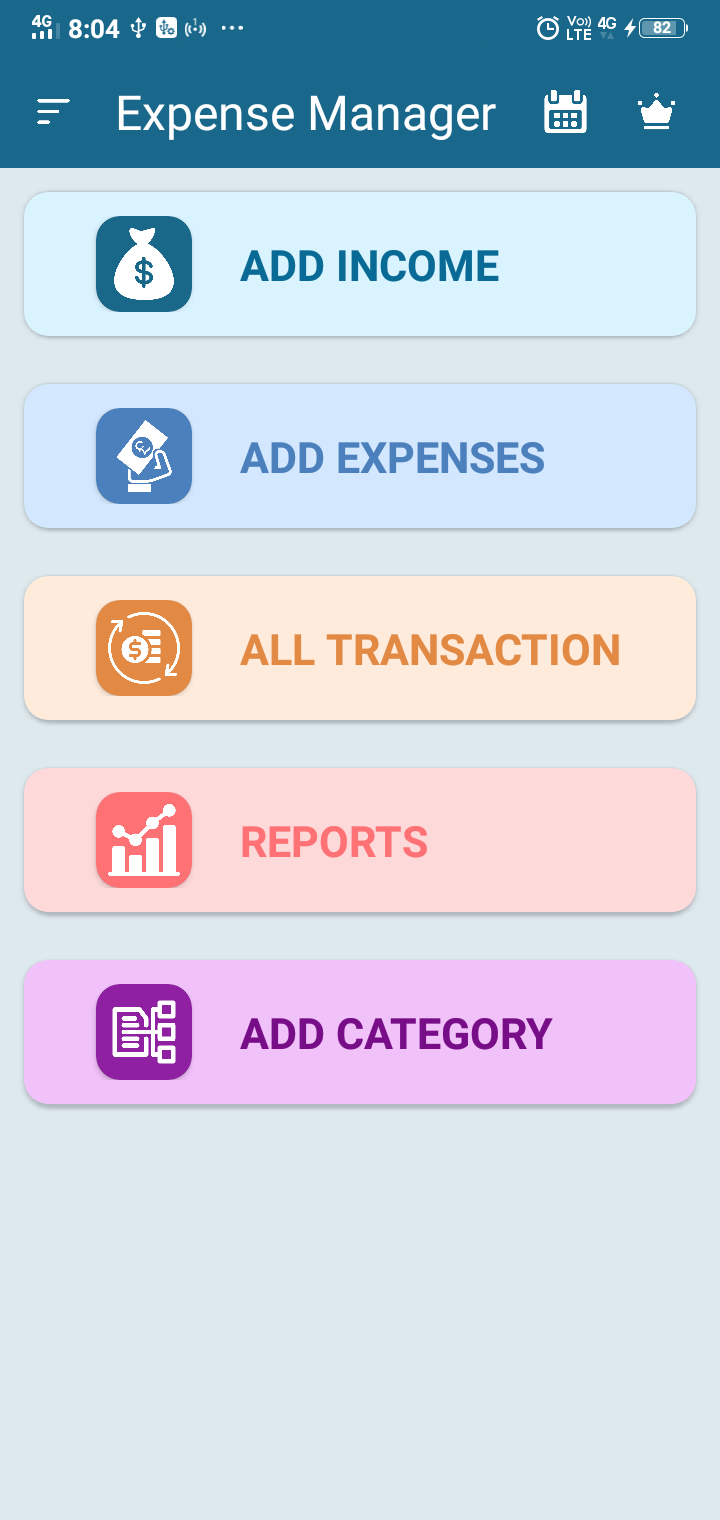 4G 8:04 Vo)) LTE 4G 82
Expense Manager
$ ADD INCOME
ADD EXPENSES
$ ALL TRANSACTION
REPORTS
ADD CATEGORY